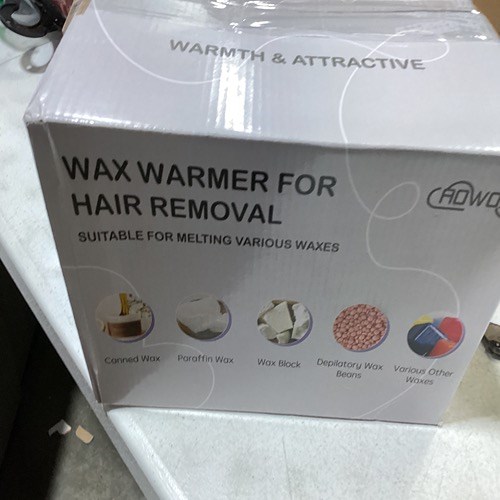 WARMTH & ATTRACTIVE
WAX WARMER FOR
HAIR REMOVAL
SUITABLE FOR MELTING VARIOUS WAXES
Canned Wax
Paraffin Wax
Wax Block
Depilatory Wax
Beans
Various Other
Waxes